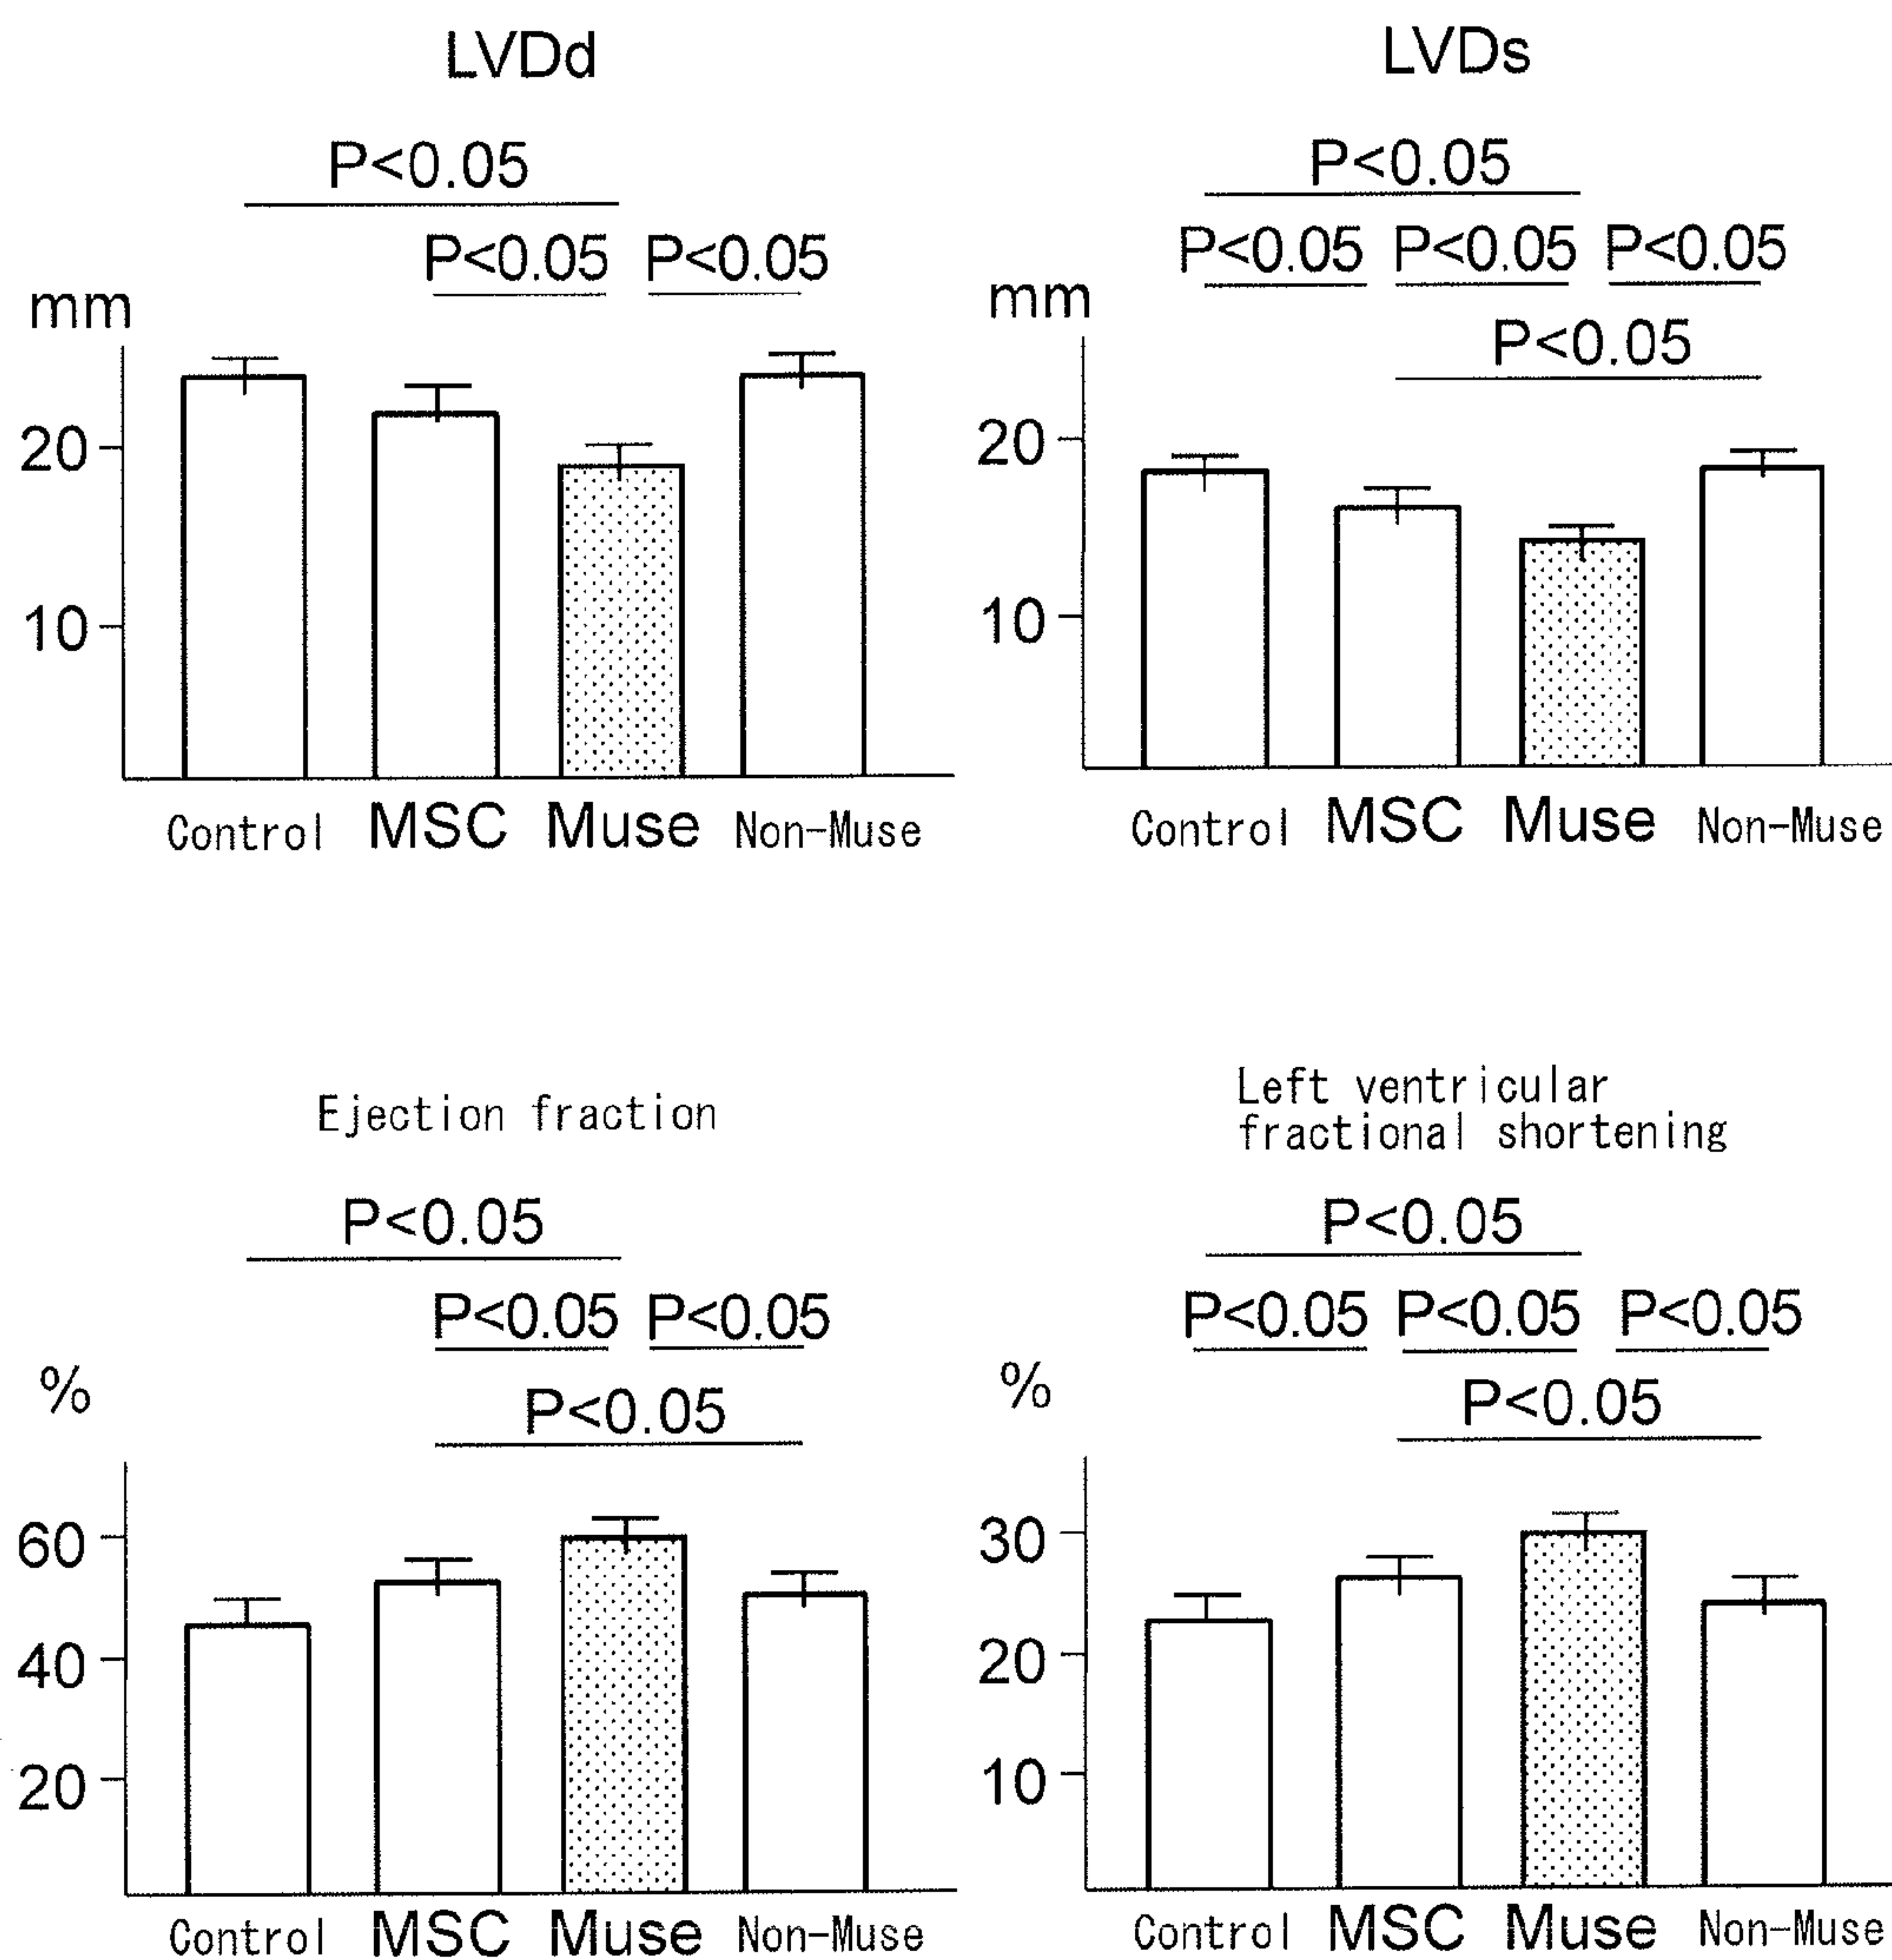 LVDd
P<0.05
P<0.05 P<0.05
mm
20
10
Control MSC Muse Non-Muse
LVDs
P<0.05
P<0.05 P<0.05 P<0.05
mm
P<0.05
20
10
Control MSC Muse Non-Muse
Ejection fraction
P<0.05
P<0.05 P<0.05
%
P<0.05
60
40
20
Control MSC Muse Non-Muse
Left ventricular
fractional shortening
P<0.05
P<0.05 P<0.05 P<0.05
%
P<0.05
30
20
10
Control MSC Muse Non-Muse